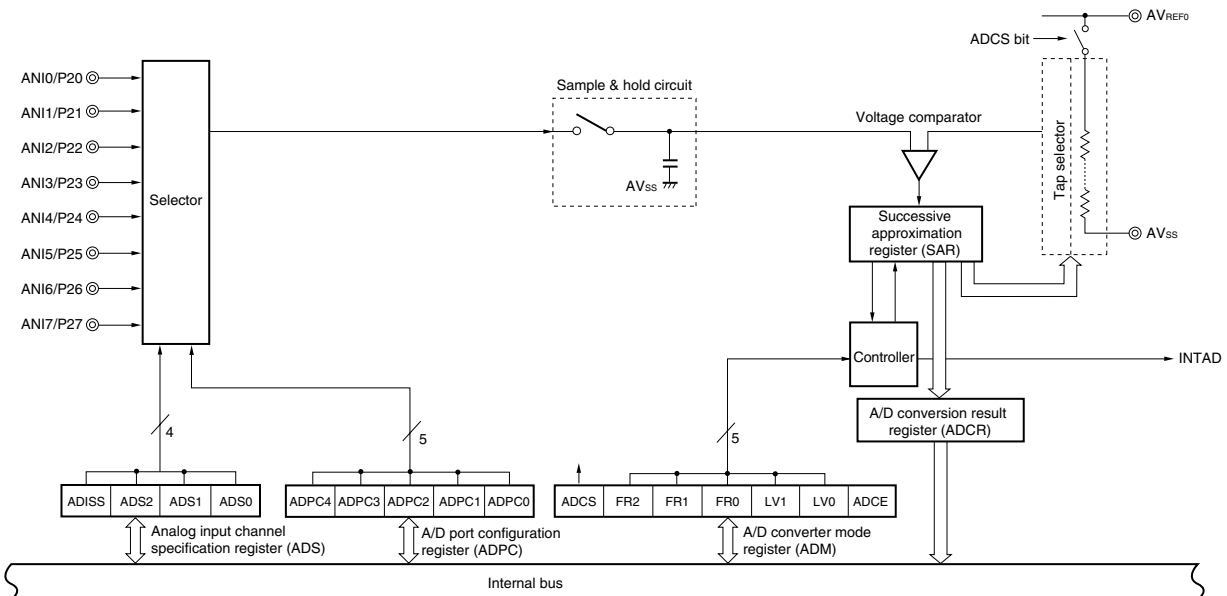 AVREF0
ADCS bit
ANI0/P20
ANI1/P21
ANI2/P22
ANI3/P23
ANI4/P24
ANI5/P25
ANI6/P26
ANI7/P27
Selector
Sample & hold circuit
AVSS
Voltage comparator
Tap selector
AVSS
Successive
approximation
register (SAR)
Controller
INTAD
A/D conversion result
register (ADCR)
4
5
5
ADISS ADS2 ADS1 ADS0
ADPC4 ADPC3 ADPC2 ADPC1 ADPC0
ADCS FR2 FR1 FR0 LV1 LV0 ADCE
Analog input channel
specification register (ADS)
A/D port configuration
register (ADPC)
A/D converter mode
register (ADM)
Internal bus